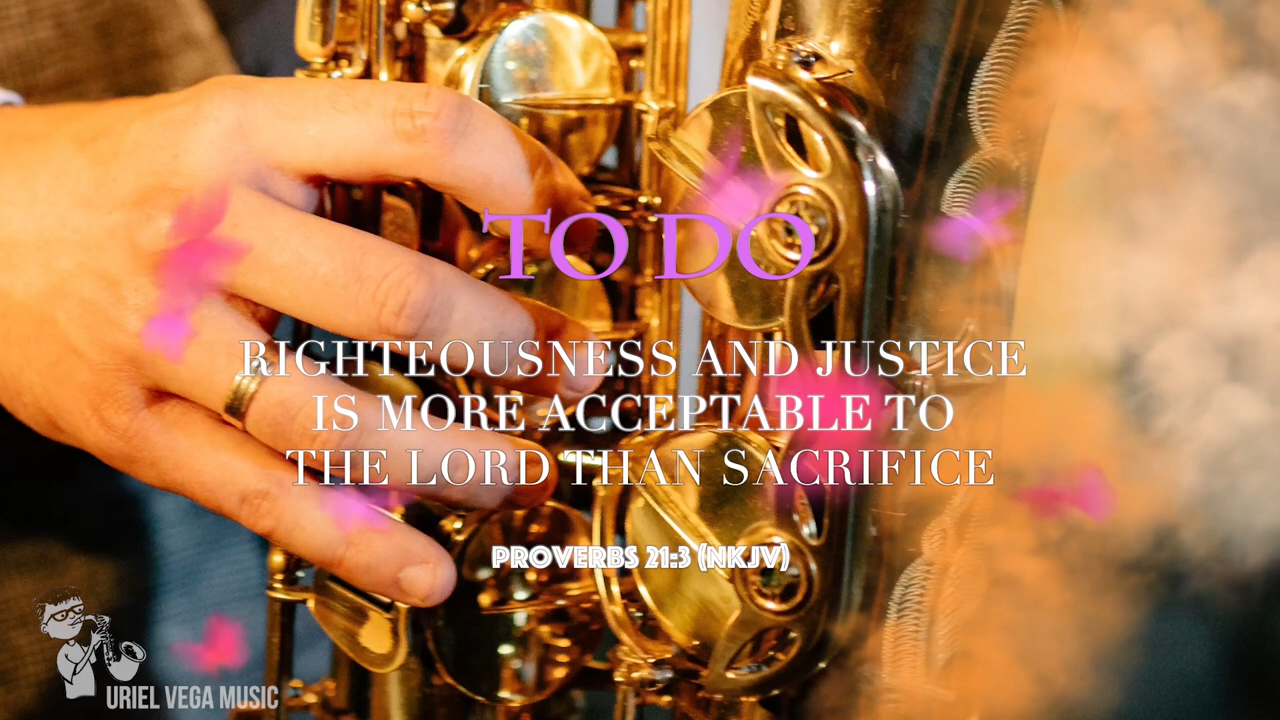 TO DO
RIGHTEOUSNESS AND JUSTICE
IS MORE ACCEPTABLE TO
THE LORD THAN SACRIFICE
PROVERBS 21:3 (NKJV)
URIEL VEGA MUSIC